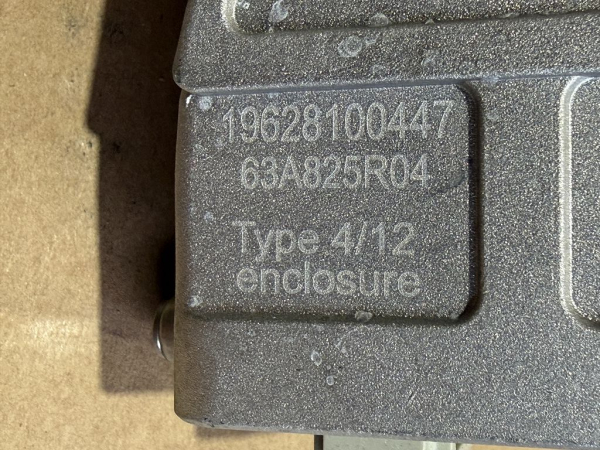 19628100447
63A825R04
Type 4/12
enclosure